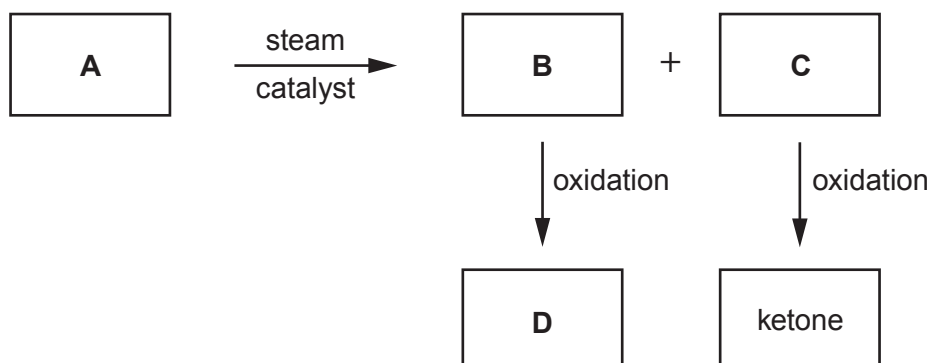 A
steam
catalyst
B
+
C
oxidation
oxidation
D
ketone